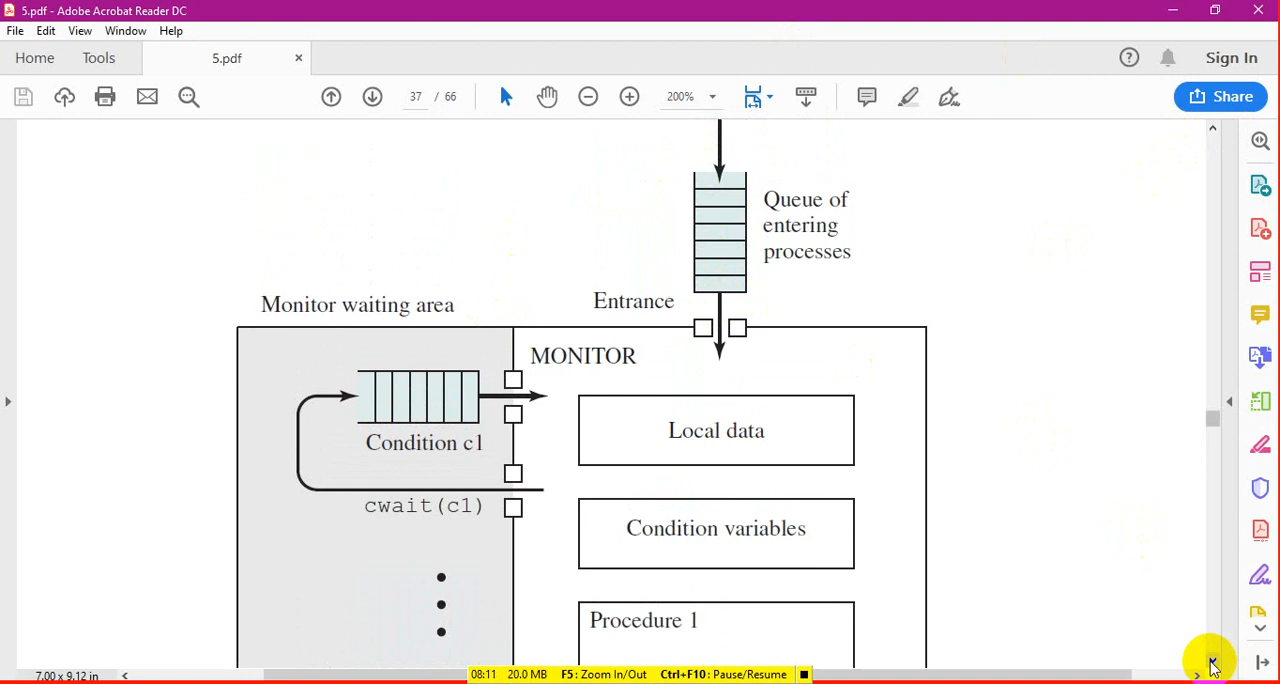 5.pdf - Adobe Acrobat Reader DC
File Edit View Window Help
Home Tools 5.pdf × Sign In
37 / 66 200% Share
Queue of
entering
processes
Entrance
Monitor waiting area
MONITOR
Local data
Condition c1
cwait(c1)
Condition variables
Procedure 1
7.00 x 9.12 in
08:11 20.0 MB F5: Zoom In/Out Ctrl+F10: Pause/Resume